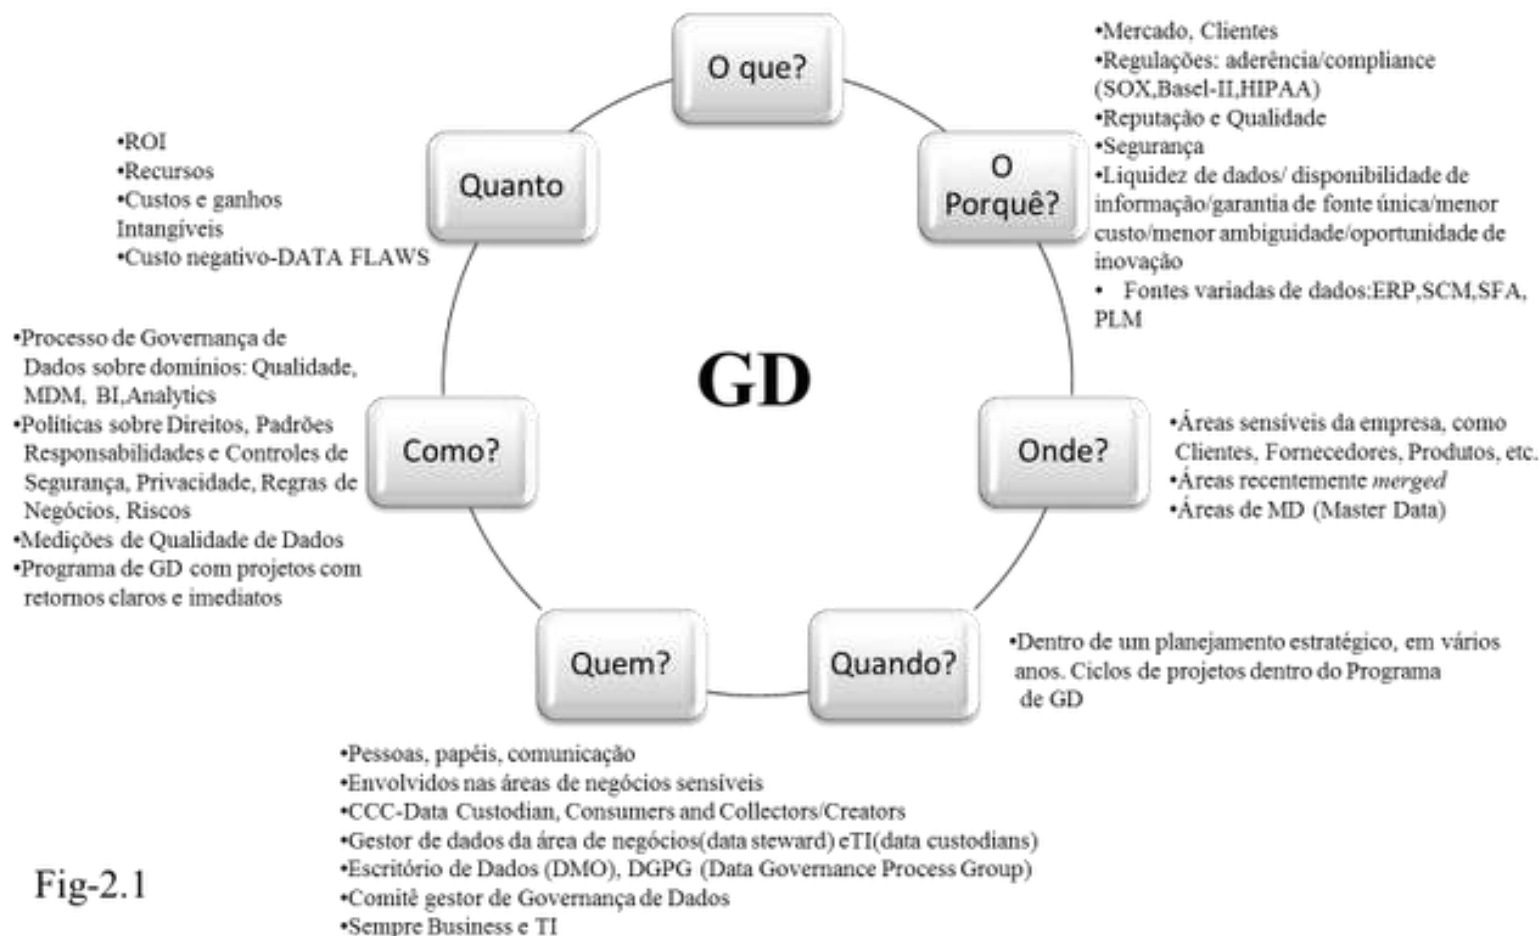 O que?
•Mercado, Clientes
•Regulações: aderência/compliance
(SOX,Basel-II,HIPAA)
•Reputação e Qualidade
•Segurança
•Liquidez de dados/ disponibilidade de
informação/garantia de fonte única/menor
custo/menor ambiguidade/oportunidade de
inovação
• Fontes variadas de dados:ERP,SCM,SFA,
PLM
O
Porquê?
•ROI
•Recursos
•Custos e ganhos
Intangíveis
•Custo negativo-DATA FLAWS
Quanto
GD
•Processo de Governança de
Dados sobre domínios: Qualidade,
MDM, BI,Analytics
•Políticas sobre Direitos, Padrões
Responsabilidades e Controles de
Segurança, Privacidade, Regras de
Negócios, Riscos
•Medições de Qualidade de Dados
•Programa de GD com projetos com
retornos claros e imediatos
Como?
Onde?
•Áreas sensíveis da empresa, como
Clientes, Fornecedores, Produtos, etc.
•Áreas recentemente merged
•Áreas de MD (Master Data)
Quem?
Quando?
•Dentro de um planejamento estratégico, em vários
anos. Ciclos de projetos dentro do Programa
de GD
•Pessoas, papéis, comunicação
•Envolvidos nas áreas de negócios sensíveis
•CCC-Data Custodian, Consumers and Collectors/Creators
•Gestor de dados da área de negócios(data steward) eTI(data custodians)
•Escritório de Dados (DMO), DGPG (Data Governance Process Group)
•Comitê gestor de Governança de Dados
•Sempre Business e TI
Fig-2.1